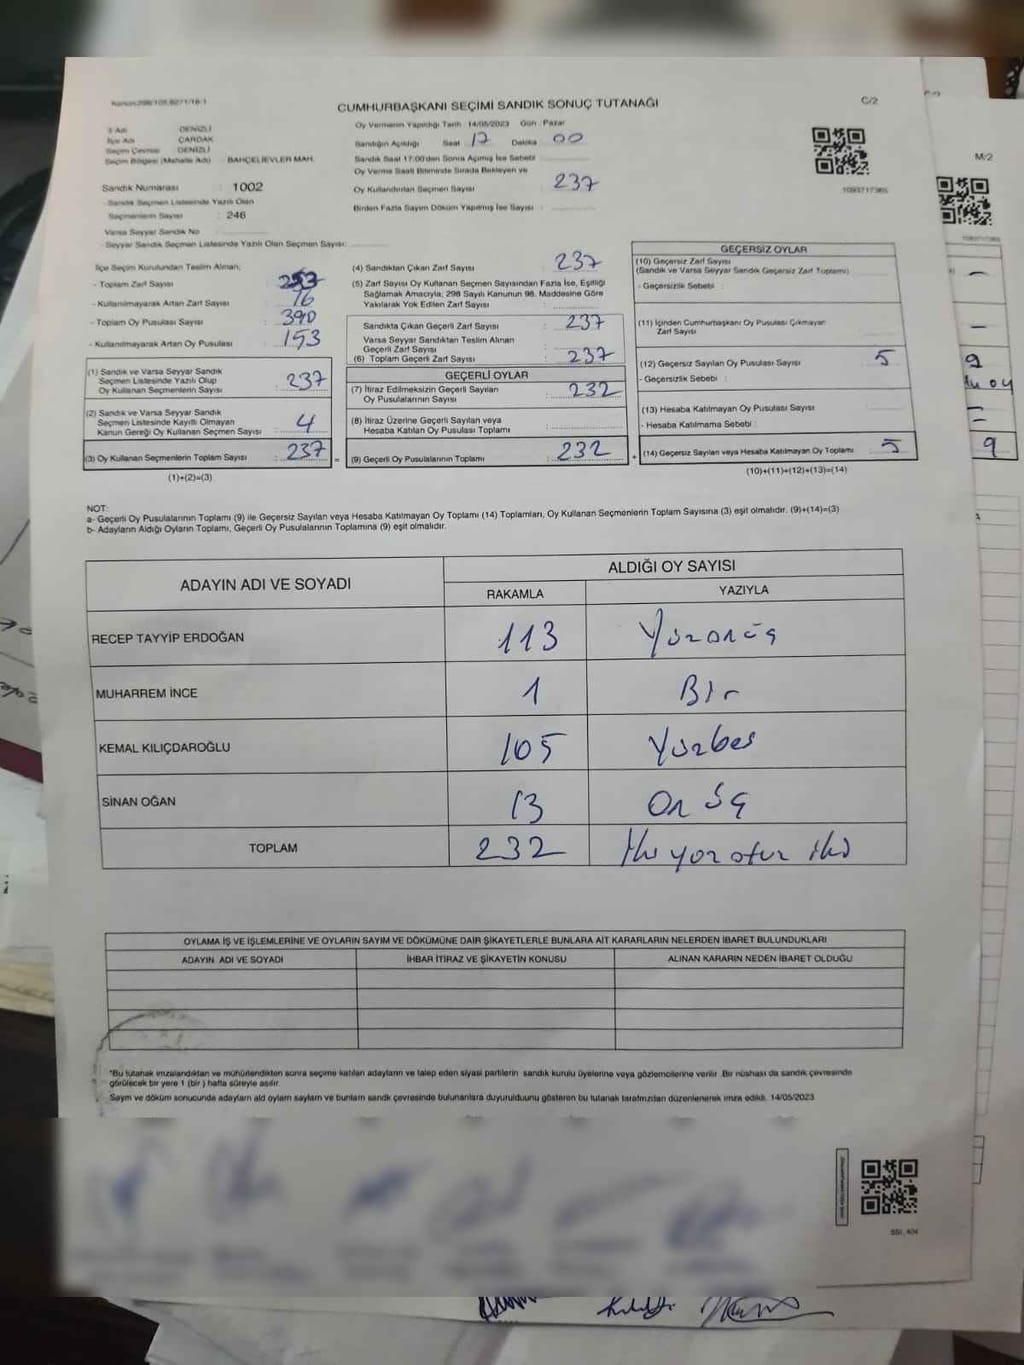 Kanun:298/105,6271/18-1
CUMHURBAŞKANI SEÇİMİ SANDIK SONUÇ TUTANAĞI
C/2
İl Adı DENİZLİ
İlçe Adı ÇARDAK
Seçim Çevresi DENİZLİ
Seçim Bölgesi (Mahalle Adı) : BAHÇELİEVLER MAH.
Sandık Numarası : 1002
- Sandık Seçmen Listesinde Yazılı Olan
Seçmenlerin Sayısı : 246
Varsa Seyyar Sandık No
- Seyyar Sandık Seçmen Listesinde Yazılı Olan Seçmen Sayısı:
Oy Vermenin Yapıldığı Tarih : 14/05/2023 Gün : Pazar
Sandığın Açıldığı Saat 17 Dakika 00
Sandık Saat 17:00'den Sonra Açılmış İse Sebebi
Oy Verme Saati Bitiminde Sırada Bekleyen ve
Oy Kullandırılan Seçmen Sayısı : 237
Birden Fazla Sayım Döküm Yapılmış İse Sayısı :
1093717365
İlçe Seçim Kurulundan Teslim Alınan;
- Toplam Zarf Sayısı : 253
- Kullanılmayarak Artan Zarf Sayısı : 16
- Toplam Oy Pusulası Sayısı : 390
- Kullanılmayarak Artan Oy Pusulası : 153
(1) Sandık ve Varsa Seyyar Sandık
Seçmen Listesinde Yazılı Olup
Oy Kullanan Seçmenlerin Sayısı : 237
(2) Sandık ve Varsa Seyyar Sandık
Seçmen Listesinde Kayıtlı Olmayan
Kanun Gereği Oy Kullanan Seçmen Sayısı : 4
(3) Oy Kullanan Seçmenlerin Toplam Sayısı : 237
(1)+(2)=(3)
(4) Sandıktan Çıkan Zarf Sayısı : 237
(5) Zarf Sayısı Oy Kullanan Seçmen Sayısından Fazla İse, Eşitliği
Sağlamak Amacıyla; 298 Sayılı Kanunun 98. Maddesine Göre
Yakılarak Yok Edilen Zarf Sayısı :
Sandıkta Çıkan Geçerli Zarf Sayısı : 237
Varsa Seyyar Sandıktan Teslim Alınan
Geçerli Zarf Sayısı
(6) Toplam Geçerli Zarf Sayısı : 237
GEÇERLİ OYLAR
(7) İtiraz Edilmeksizin Geçerli Sayılan
Oy Pusulalarının Sayısı : 232
(8) İtiraz Üzerine Geçerli Sayılan veya
Hesaba Katılan Oy Pusulası Toplamı :
(9) Geçerli Oy Pusulalarının Toplamı : 232
GEÇERSİZ OYLAR
(10) Geçersiz Zarf Sayısı
(Sandık ve Varsa Seyyar Sandık Geçersiz Zarf Toplamı)
- Geçersizlik Sebebi :
(11) İçinden Cumhurbaşkanı Oy Pusulası Çıkmayan
Zarf Sayısı
(12) Geçersiz Sayılan Oy Pusulası Sayısı : 5
- Geçersizlik Sebebi :
(13) Hesaba Katılmayan Oy Pusulası Sayısı
- Hesaba Katılmama Sebebi :
(14) Geçersiz Sayılan veya Hesaba Katılmayan Oy Toplamı : 5
(10)+(11)+(12)+(13)=(14)
NOT:
a- Geçerli Oy Pusulalarının Toplamı (9) ile Geçersiz Sayılan veya Hesaba Katılmayan Oy Toplamı (14) Toplamları, Oy Kullanan Seçmenlerin Toplam Sayısına (3) eşit olmalıdır. (9)+(14)=(3)
b- Adayların Aldığı Oyların Toplamı, Geçerli Oy Pusulalarının Toplamına (9) eşit olmalıdır.
ADAYIN ADI VE SOYADI
ALDIĞI OY SAYISI
RAKAMLA YAZIYLA
RECEP TAYYİP ERDOĞAN 113 Yüzonüç
MUHARREM İNCE 1 Bir
KEMAL KILIÇDAROĞLU 105 Yüzbeş
SİNAN OĞAN 13 On üç
TOPLAM 232 İki yüz otuz iki
OYLAMA İŞ VE İŞLEMLERİNE VE OYLARIN SAYIM VE DÖKÜMÜNE DAİR ŞİKAYETLERLE BUNLARA AİT KARARLARIN NELERDEN İBARET BULUNDUKLARI
ADAYIN ADI VE SOYADI İHBAR İTİRAZ VE ŞİKAYETİN KONUSU ALINAN KARARIN NEDEN İBARET OLDUĞU
*Bu tutanak imzalandıktan ve mühürlendikten sonra seçime katılan adayların ve talep eden siyasi partilerin sandık kurulu üyelerine veya gözlemcilerine verilir. Bir nüshası da sandık çevresinde
görülecek bir yere 1 (bir ) hafta süreyle asılır.
Sayım ve döküm sonucunda adayların aldı oyların sayıları ve bunların sandık çevresinde bulunanlara duyurulduunu gösteren bu tutanak tarafımızdan düzenlenerek imza edildi. 14/05/2023
M/2
9
9